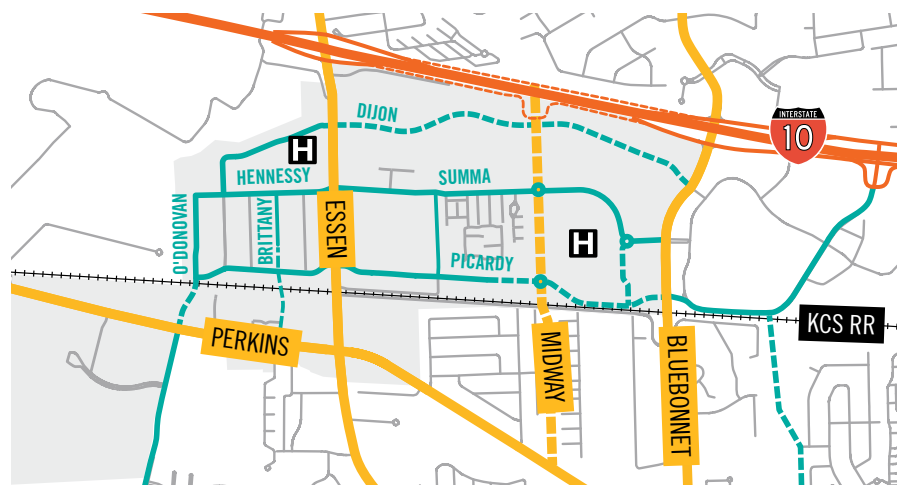 DIJON
INTERSTATE
10
H
HENNESSY
SUMMA
O'DONOVAN
BRITTANY
ESSEN
H
PICARDY
KCS RR
PERKINS
MIDWAY
BLUEBONNET